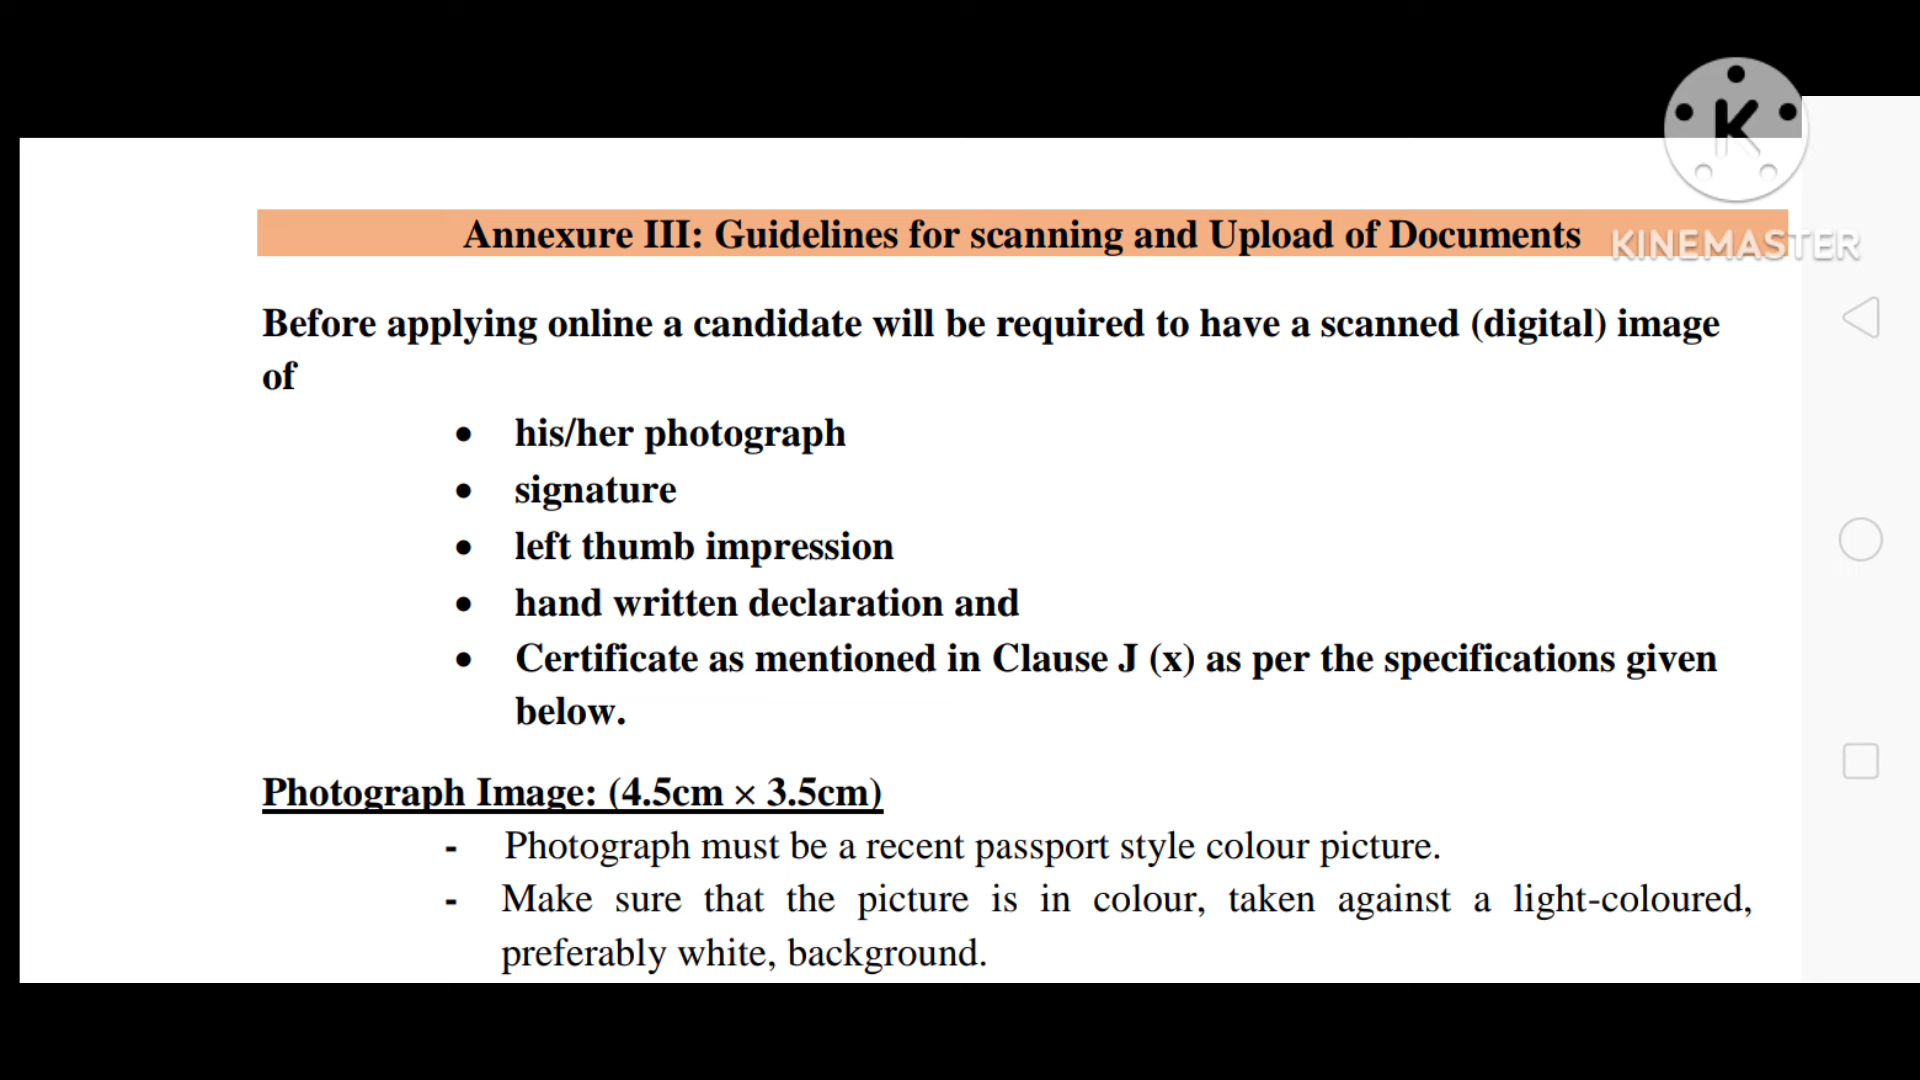 K
KINEMASTER
Annexure III: Guidelines for scanning and Upload of Documents
Before applying online a candidate will be required to have a scanned (digital) image
of
• his/her photograph
• signature
• left thumb impression
• hand written declaration and
• Certificate as mentioned in Clause J (x) as per the specifications given
below.
Photograph Image: (4.5cm × 3.5cm)
- Photograph must be a recent passport style colour picture.
- Make sure that the picture is in colour, taken against a light-coloured,
preferably white, background.